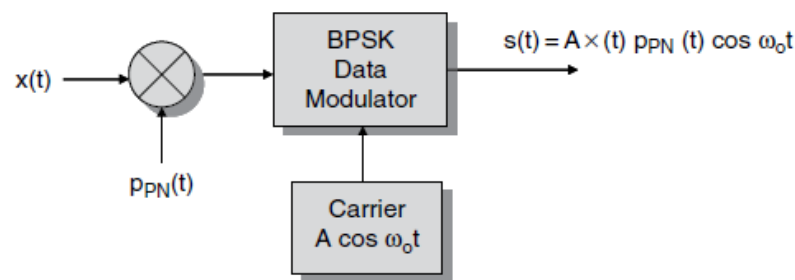 BPSK
Data
Modulator
s(t) = A × (t) pPN (t) cos ωot
x(t)
pPN(t)
Carrier
A cos ωot